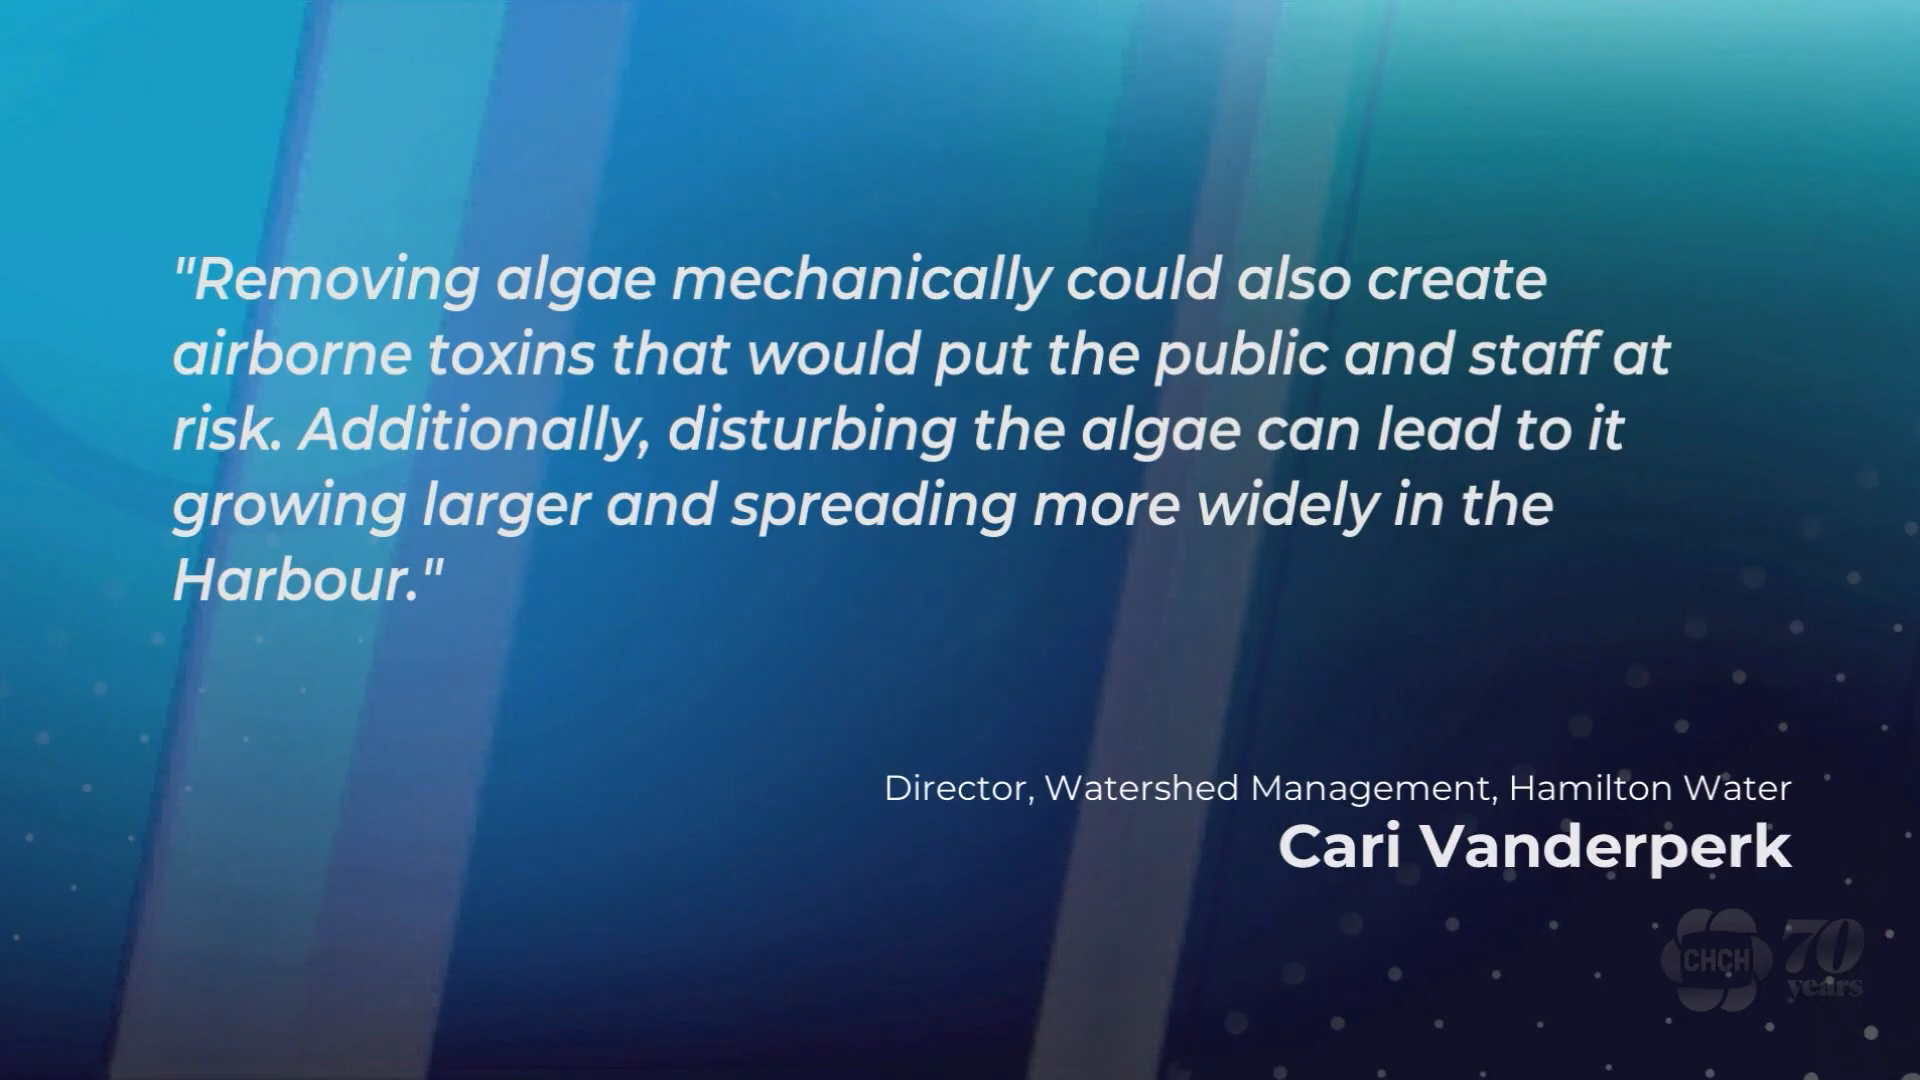 "Removing algae mechanically could also create
airborne toxins that would put the public and staff at
risk. Additionally, disturbing the algae can lead to it
growing larger and spreading more widely in the
Harbour."
Director, Watershed Management, Hamilton Water
Cari Vanderperk
CHCH 70
years